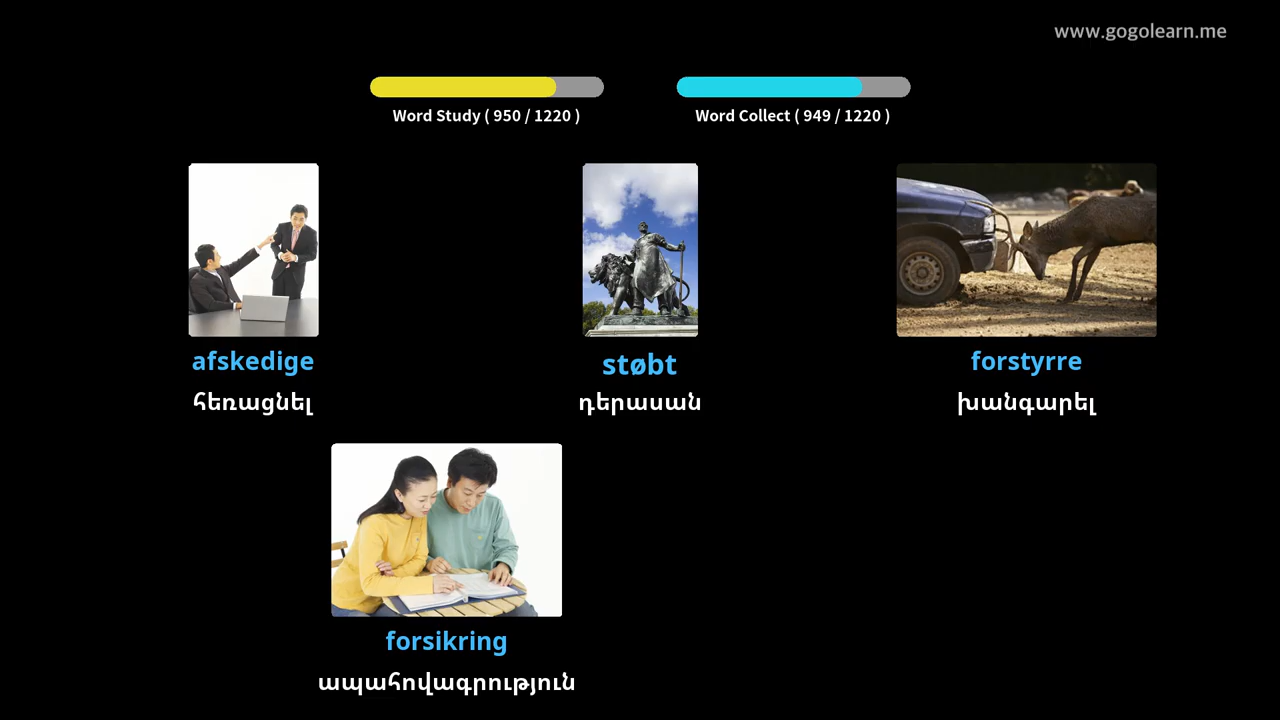 www.gogolearn.me
Word Study ( 950 / 1220 )
Word Collect ( 949 / 1220 )
afskedige
հեռացնել
støbt
դերասան
forstyrre
խանգարել
forsikring
ապահովագրություն